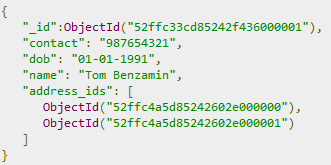 {
"_id":ObjectId("52ffc33cd85242f436000001"),
"contact": "987654321",
"dob": "01-01-1991",
"name": "Tom Benzamin",
"address_ids": [
ObjectId("52ffc4a5d85242602e000000"),
ObjectId("52ffc4a5d85242602e000001")
]
}